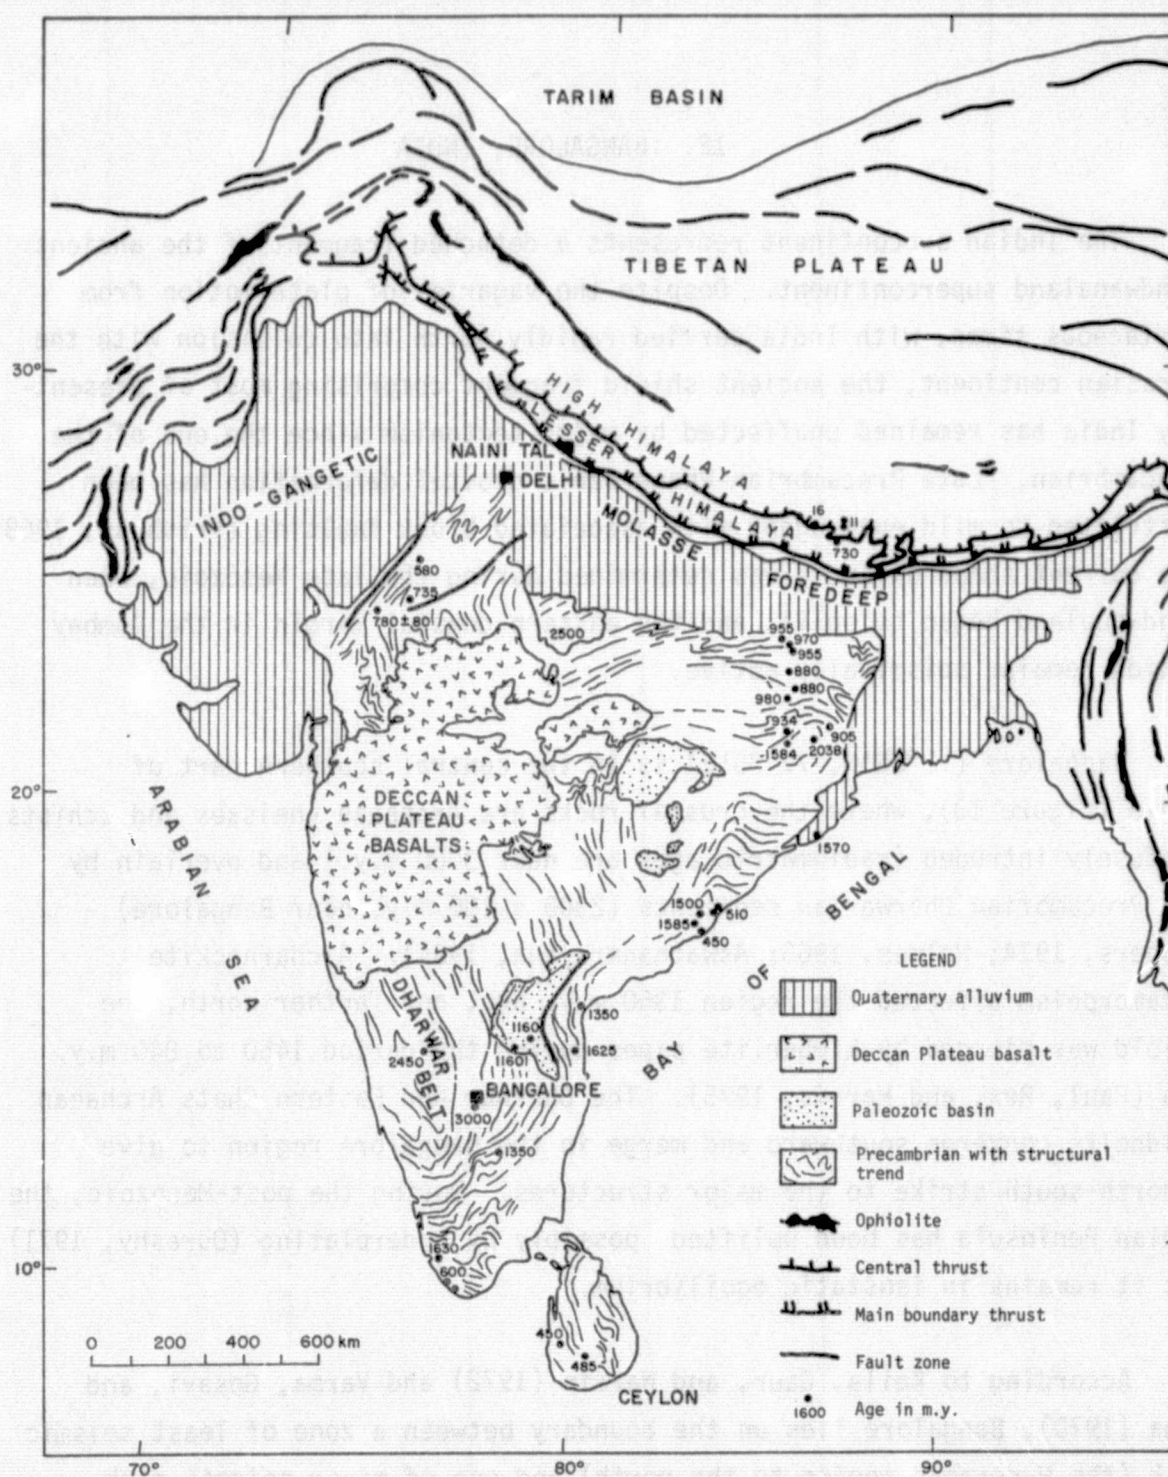 TARIM BASIN
TIBETAN PLATEAU
30°
HIGH HIMALAYA
LESSER HIMALAYA
NAINI TAL
DELHI
INDO-GANGETIC
MOLASSE
FOREDEEP
16
11
730
580
735
780±80
2500
955
970
955
880
880
980
934
905
1584
2038
20°
ARABIAN SEA
DECCAN
PLATEAU
BASALTS
1570
BAY OF BENGAL
1500
510
1585
450
DHARWAR BELT
1350
1160
1160
1625
2450
BANGALORE
3000
1350
1630
600
10°
450
485
CEYLON
0 200 400 600 km
LEGEND
Quaternary alluvium
Deccan Plateau basalt
Paleozoic basin
Precambrian with structural
trend
Ophiolite
Central thrust
Main boundary thrust
Fault zone
1600 Age in m.y.
70° 80° 90°